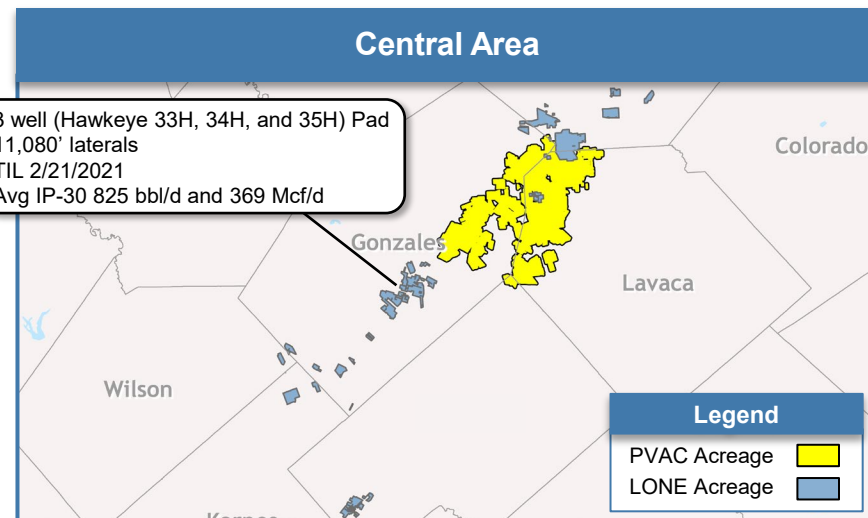 Central Area
3 well (Hawkeye 33H, 34H, and 35H) Pad
11,080’ laterals
TIL 2/21/2021
Avg IP-30 825 bbl/d and 369 Mcf/d
Colorado
Gonzales
Lavaca
Wilson
Legend
PVAC Acreage
LONE Acreage
Karnes